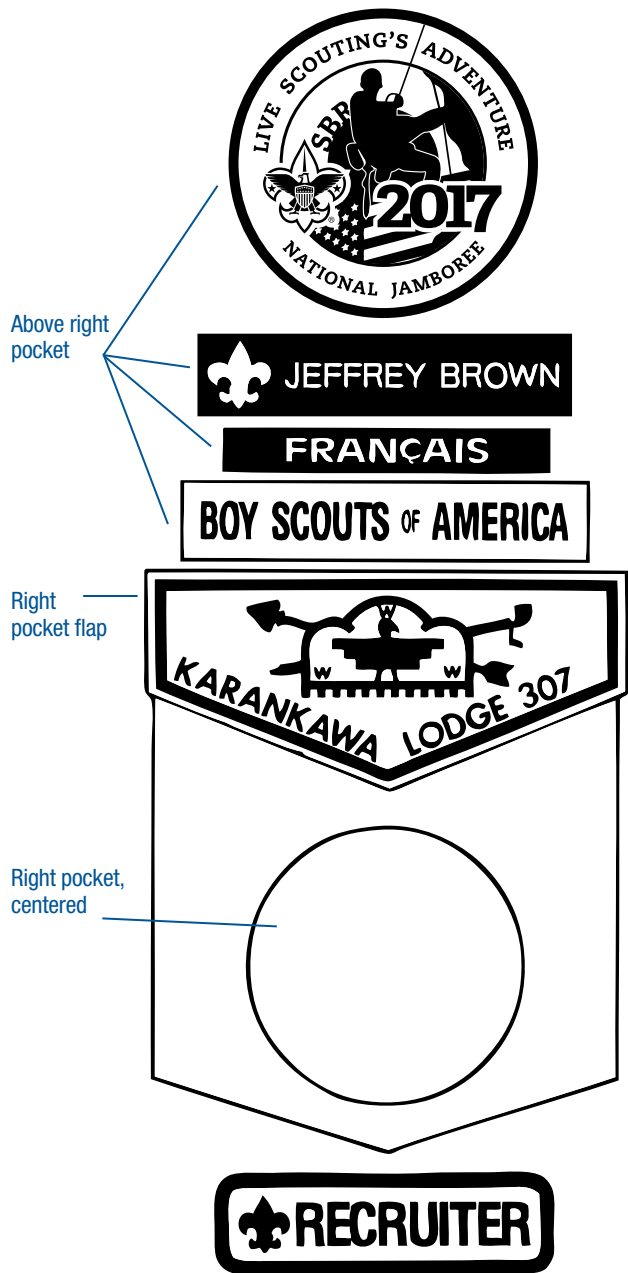 LIVE SCOUTING'S ADVENTURE
SBR
®
2017
NATIONAL JAMBOREE
Above right
pocket
JEFFREY BROWN
FRANÇAIS
BOY SCOUTS OF AMERICA
Right
pocket flap
W
W W
KARANKAWA LODGE 307
Right pocket,
centered
RECRUITER